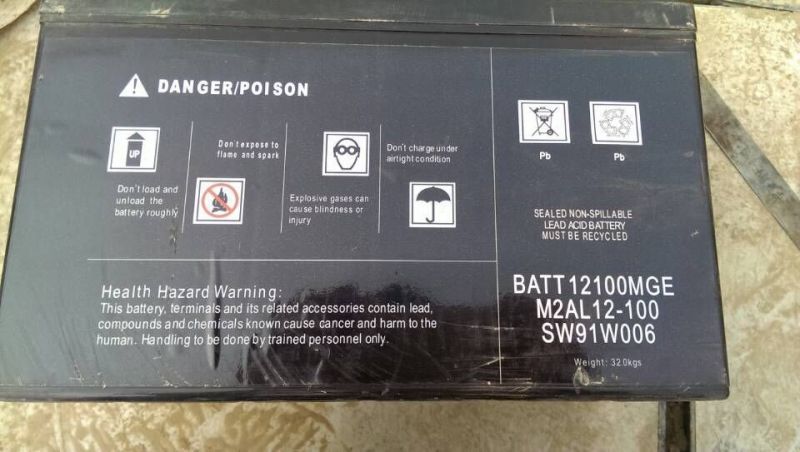 DANGER/POISON
UP
Don't load and
unload the
battery roughly
Don't expose to
flame and spark
Explosive gases can
cause blindness or
injury
Don't charge under
airtight condition
Pb
Pb
SEALED NON-SPILLABLE
LEAD ACID BATTERY
MUST BE RECYCLED
Health Hazard Warning:
This battery, terminals and its related accessories contain lead,
compounds and chemicals known cause cancer and harm to the
human. Handling to be done by trained personnel only.
BATT12100MGE
M2AL12-100
SW91W006
Weight: 32.0kgs